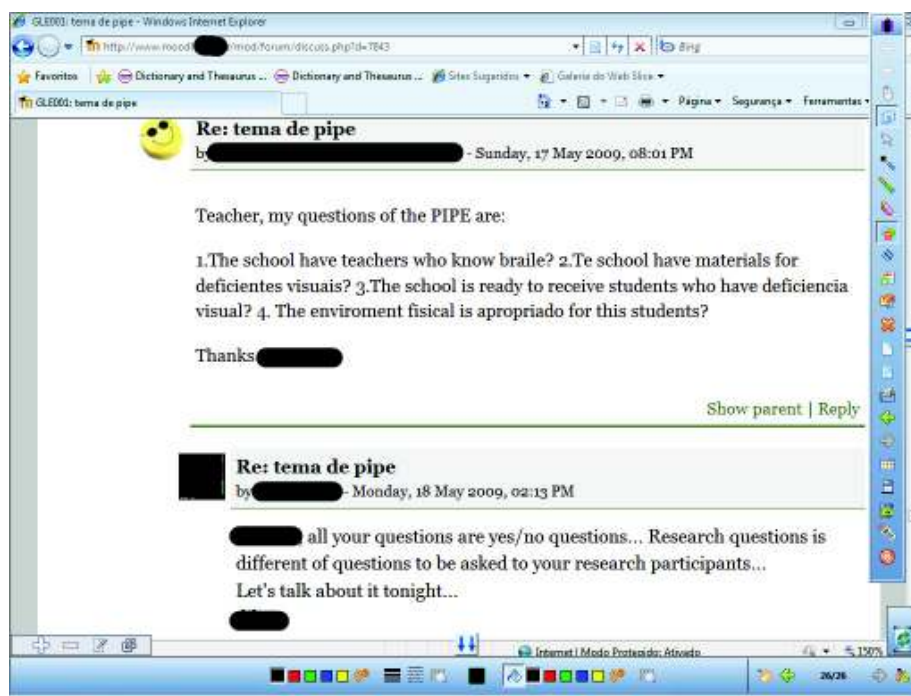 GLE001: tema de pipe - Windows Internet Explorer
http://www.mood /mod/forum/discuss.php?d=7843
Bing
Favoritos Dictionary and Thesaurus ... Dictionary and Thesaurus ... Sites Sugeridos Galeria do Web Slice
GLE001: tema de pipe Página Segurança Ferramentas
Re: tema de pipe
by - Sunday, 17 May 2009, 08:01 PM
Teacher, my questions of the PIPE are:
1.The school have teachers who know braile? 2.Te school have materials for
deficientes visuais? 3.The school is ready to receive students who have deficiencia
visual? 4. The enviroment fisical is apropriado for this students?
Thanks
Show parent | Reply
Re: tema de pipe
by - Monday, 18 May 2009, 02:13 PM
all your questions are yes/no questions... Research questions is
different of questions to be asked to your research participants...
Let's talk about it tonight...
Internet | Modo Protegido: Ativado 150%
26/26